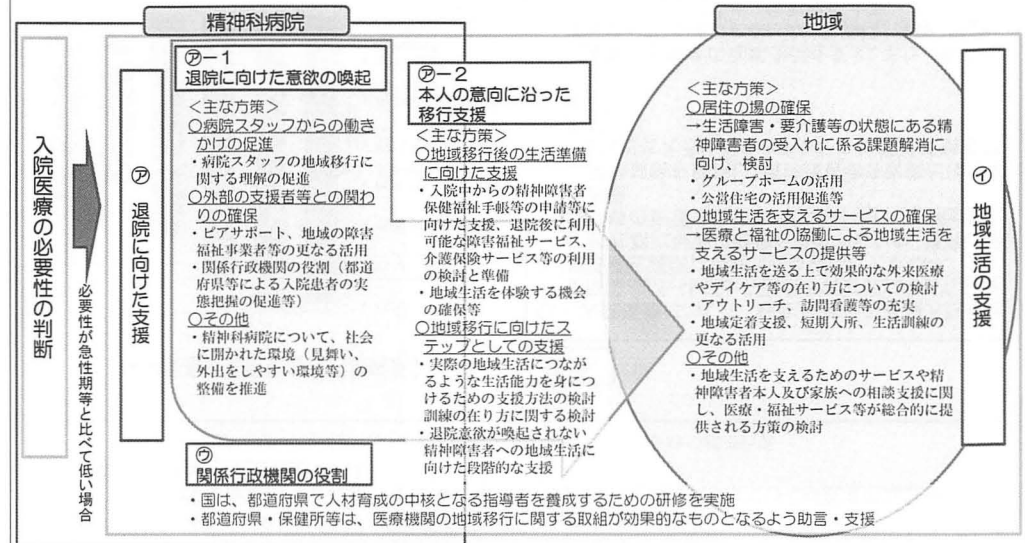 精神科病院
地域
入院医療の必要性の判断
必要性が急性期等と比べて低い場合
㋐
退院に向けた支援
㋐－1
退院に向けた意欲の喚起
＜主な方策＞
○病院スタッフからの働き
かけの促進
・病院スタッフの地域移行に
関する理解の促進
○外部の支援者等との関わ
りの確保
・ピアサポート、地域の障害
福祉事業者等の更なる活用
・関係行政機関の役割（都道
府県等による入院患者の実
態把握の促進等）
○その他
・精神科病院について、社会
に開かれた環境（見舞い、
外出をしやすい環境等）の
整備を推進
㋐－2
本人の意向に沿った
移行支援
＜主な方策＞
○地域移行後の生活準備
に向けた支援
・入院中からの精神障害者
保健福祉手帳等の申請等に
向けた支援、退院後に利用
可能な障害福祉サービス、
介護保険サービス等の利用
の検討と準備
・地域生活を体験する機会
の確保等
○地域移行に向けたス
テップとしての支援
・実際の地域生活につなが
るような生活能力を身につ
けるための支援方法の検討
訓練の在り方に関する検討
・退院意欲が喚起されない
精神障害者への地域生活に
向けた段階的な支援
＜主な方策＞
○居住の場の確保
→生活障害・要介護等の状態にある精
神障害者の受入れに係る課題解消に
向け、検討
・グループホームの活用
・公営住宅の活用促進等
○地域生活を支えるサービスの確保
→医療と福祉の協働による地域生活を
支えるサービスの提供等
・地域生活を送る上で効果的な外来医療
やデイケア等の在り方についての検討
・アウトリーチ、訪問看護等の充実
・地域定着支援、短期入所、生活訓練の
更なる活用
○その他
・地域生活を支えるためのサービスや精
神障害者本人及び家族への相談支援に関
し、医療・福祉サービス等が総合的に提
供される方策の検討
㋑
地域生活の支援
㋒
関係行政機関の役割
・国は、都道府県で人材育成の中核となる指導者を養成するための研修を実施
・都道府県・保健所等は、医療機関の地域移行に関する取組が効果的なものとなるよう助言・支援